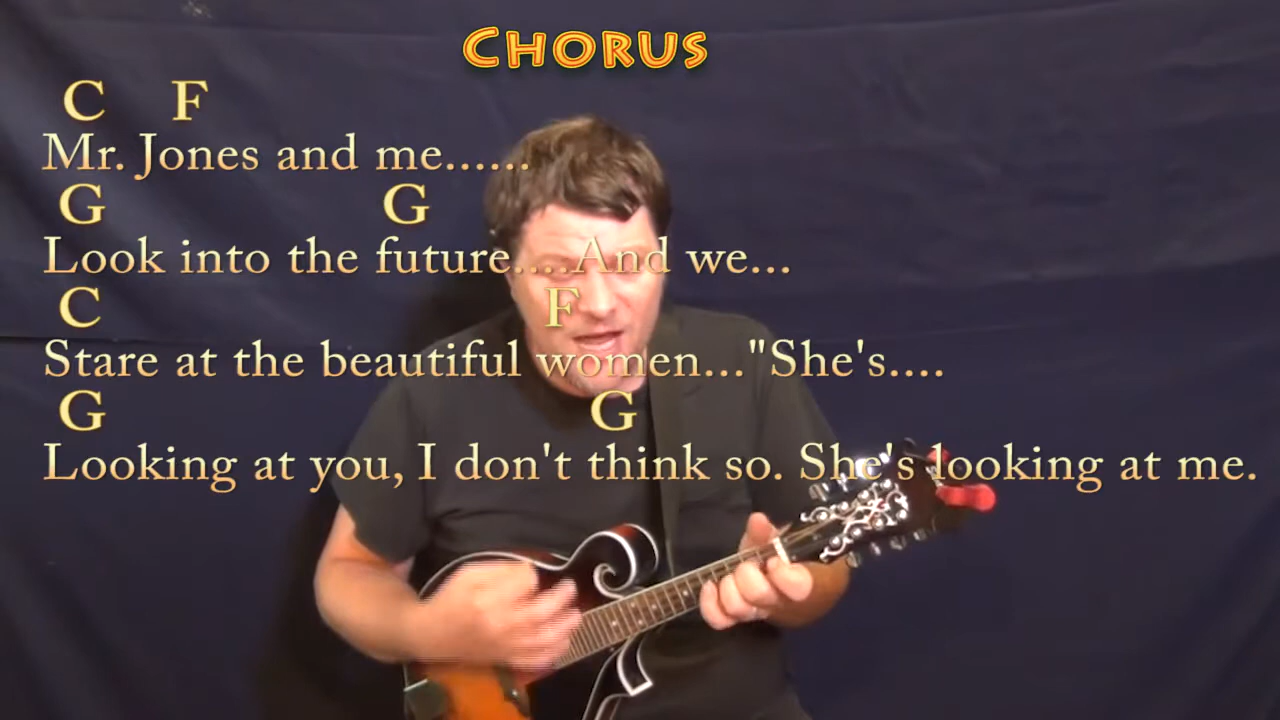 CHORUS
C F
Mr. Jones and me......
G G
Look into the future....And we...
C F
Stare at the beautiful women..."She's....
G G
Looking at you, I don't think so. She's looking at me.